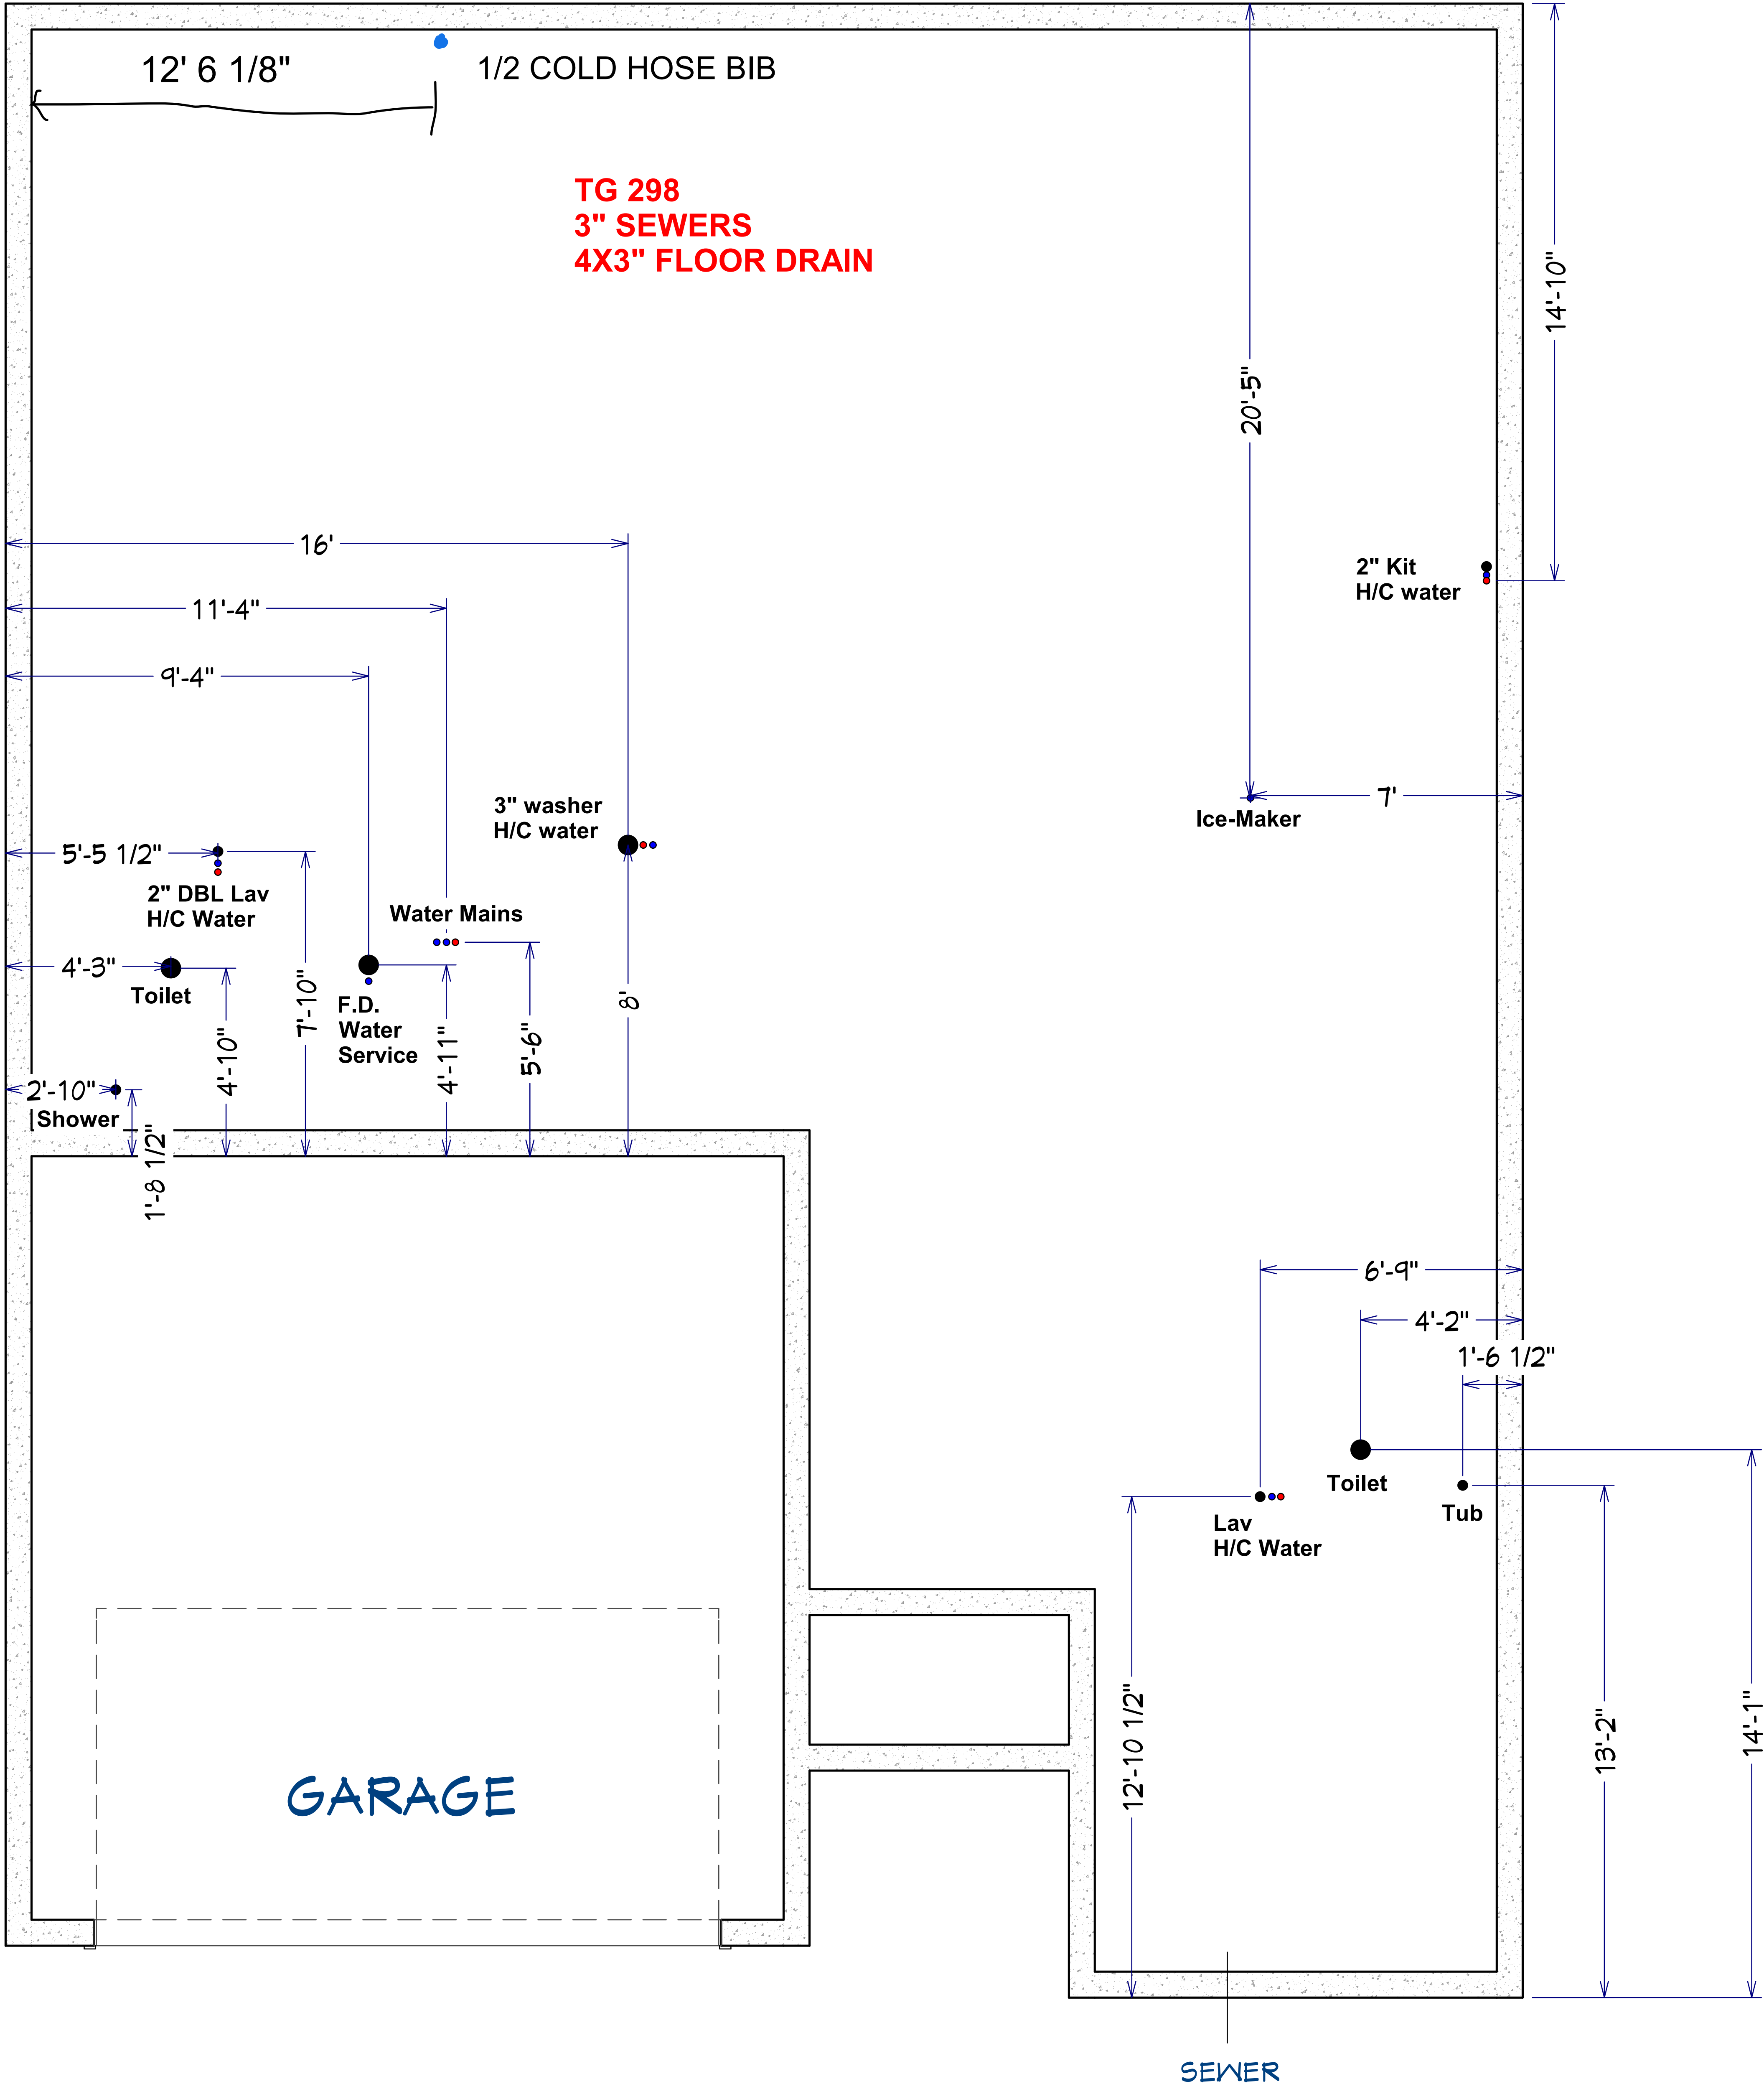 12' 6 1/8"
1/2 COLD HOSE BIB
TG 298
3" SEWERS
4X3" FLOOR DRAIN
14'-10"
20'-5"
16'
2" Kit
H/C water
11'-4"
9'-4"
7'
Ice-Maker
3" washer
H/C water
5'-5 1/2"
2" DBL Lav
H/C Water
Water Mains
4'-3"
Toilet
F.D.
Water
Service
7'-10"
4'-10"
4'-11"
5'-6"
8'
2'-10"
Shower
1'-8 1/2"
6'-9"
4'-2"
1'-6 1/2"
Toilet
Tub
Lav
H/C Water
12'-10 1/2"
13'-2"
14'-1"
GARAGE
SEWER